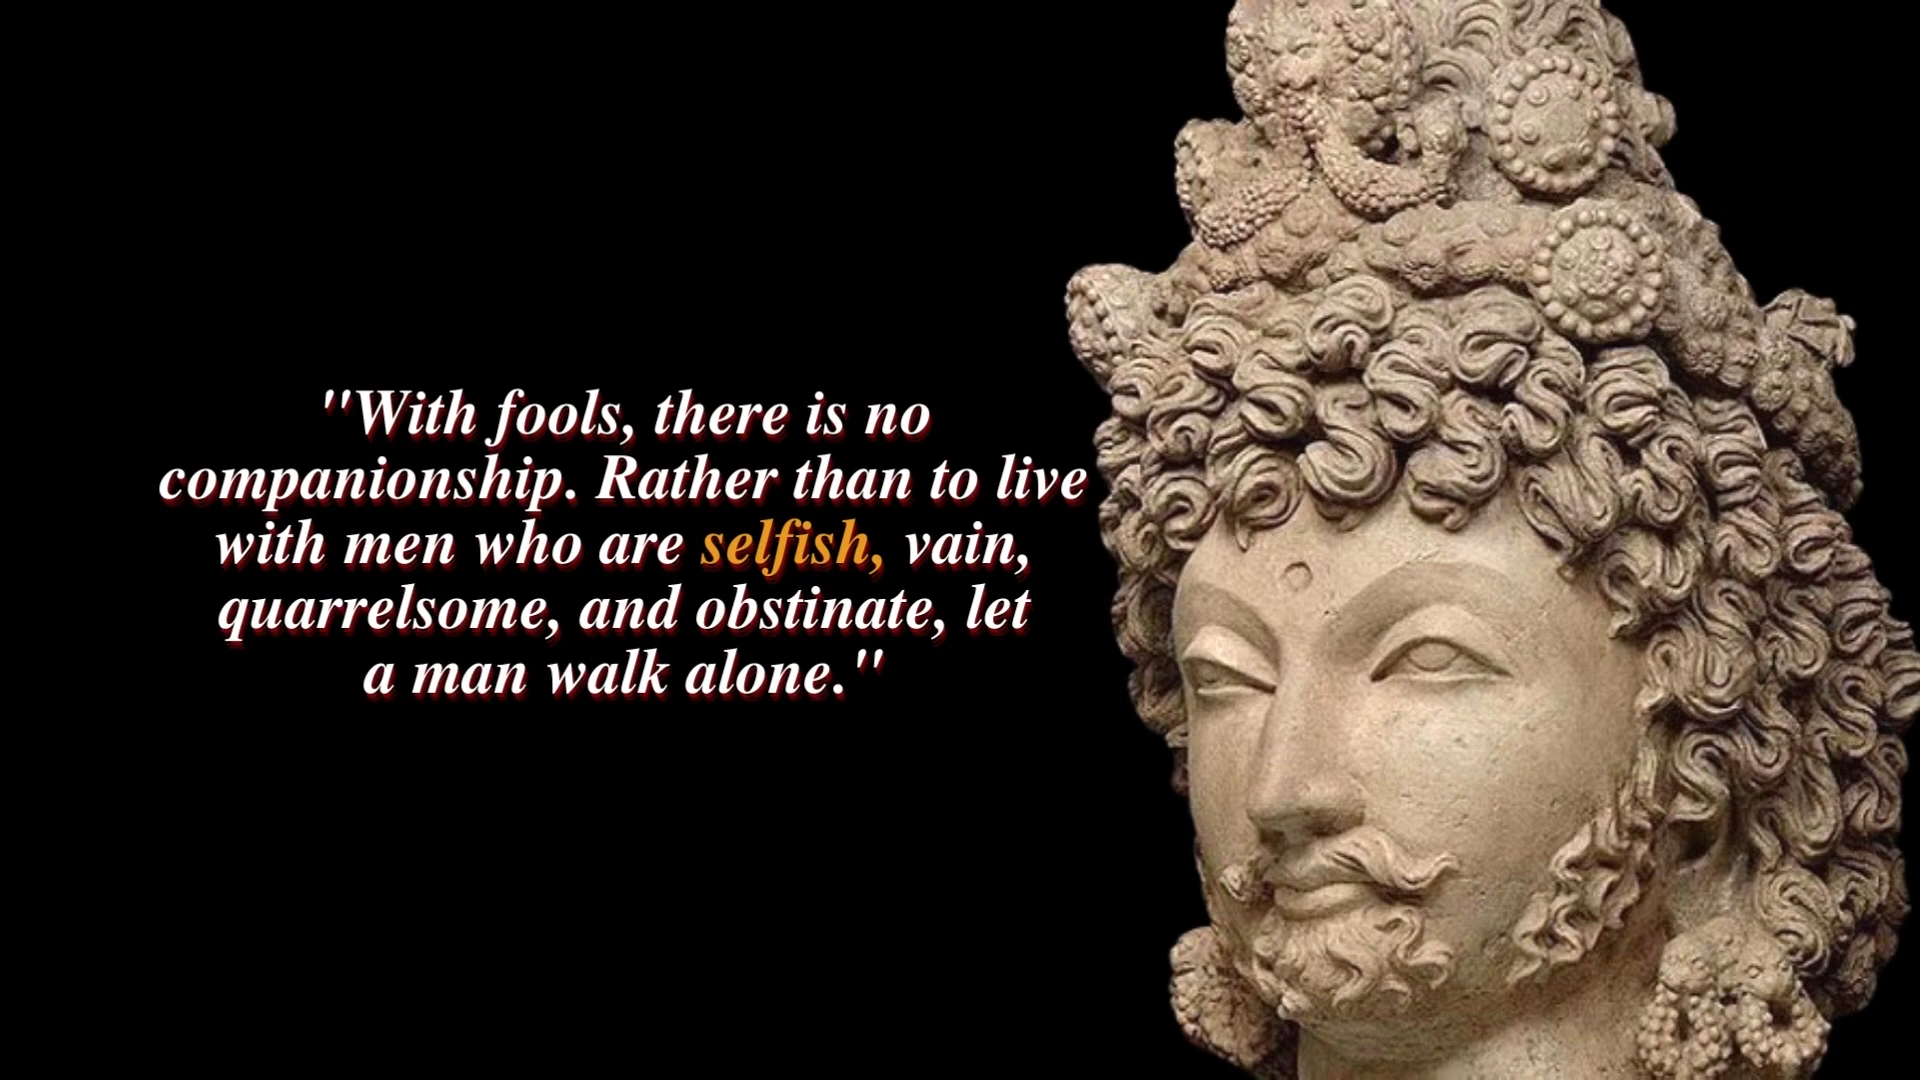 "With fools, there is no
companionship. Rather than to live
with men who are selfish, vain,
quarrelsome, and obstinate, let
a man walk alone."